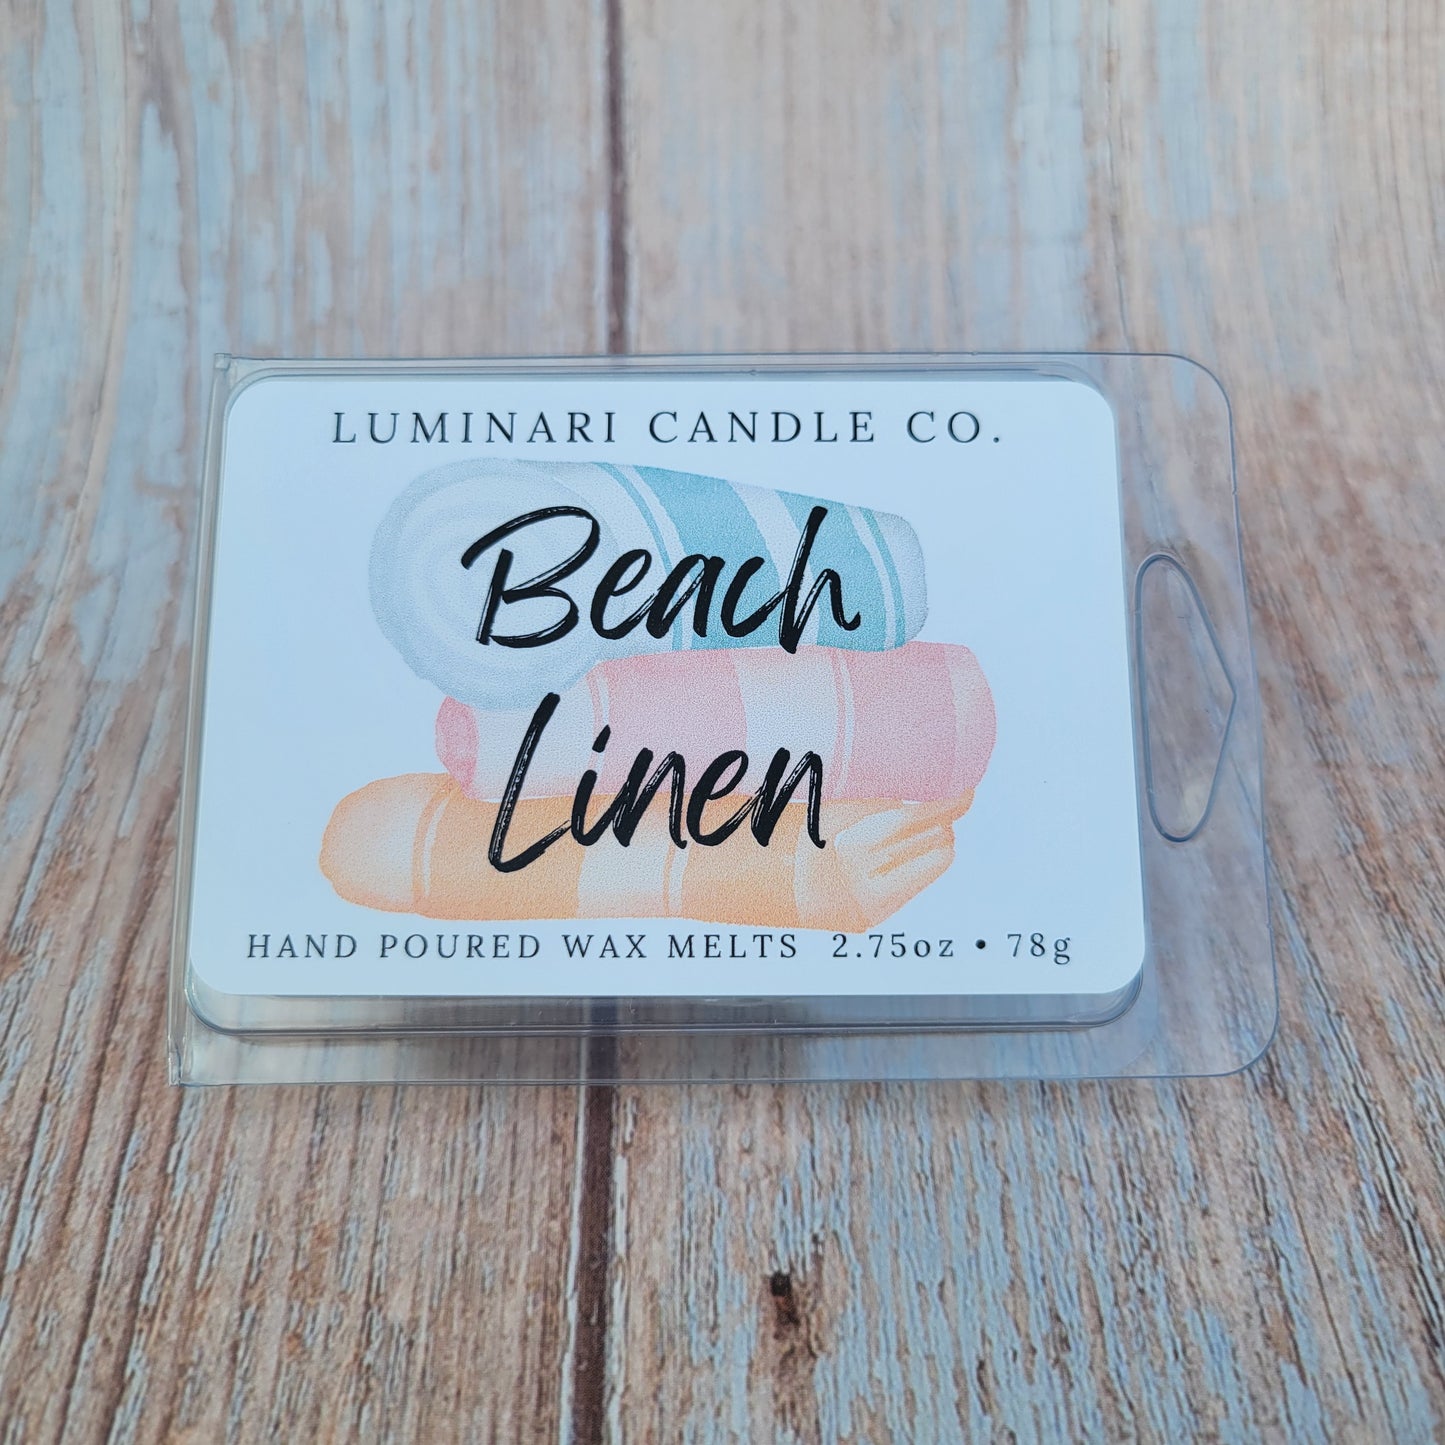 LUMINARI CANDLE CO.
Beach
Linen
HAND POURED WAX MELTS 2.75oz • 78g